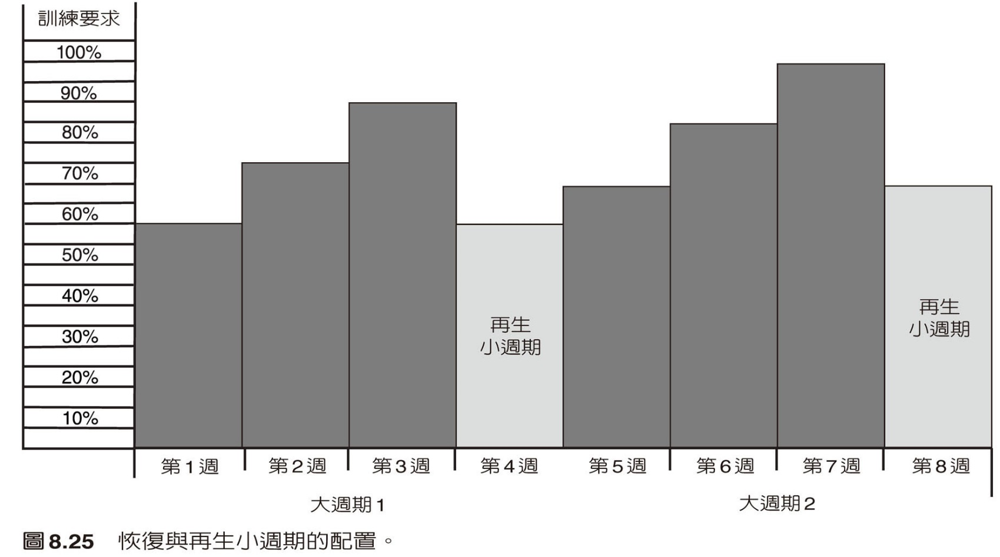 訓練要求
100%
90%
80%
70%
60%
50%
40%
30%
20%
10%
再生
小週期
再生
小週期
第1週 第2週 第3週 第4週 第5週 第6週 第7週 第8週
大週期1 大週期2
圖8.25 恢復與再生小週期的配置。